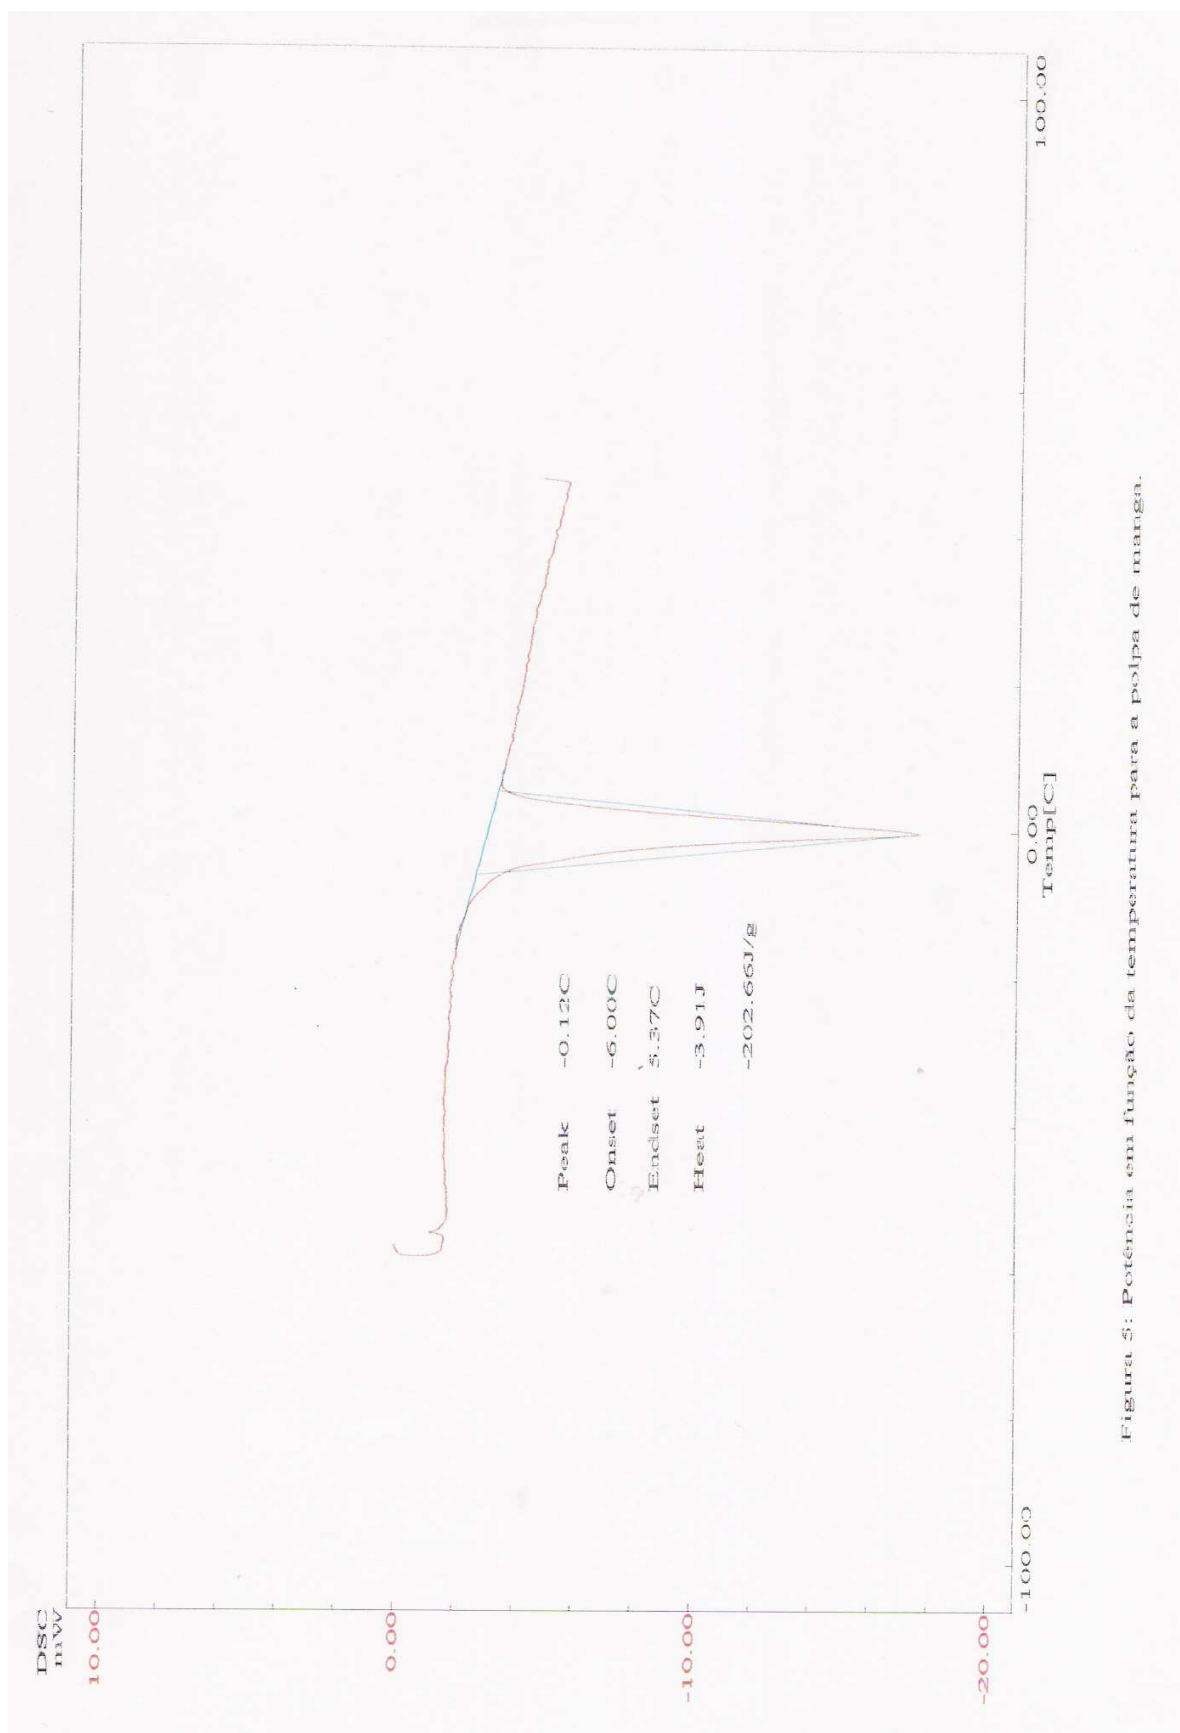 DSC
mW
10.00
0.00
-10.00
-20.00
Peak -0.12C
Onset -6.00C
Endset 5.37C
Heat -3.91J
-202.66J/g
-100.00
0.00
100.00
Temp[C]
Figura 5: Potência em função da temperatura para a polpa de manga.